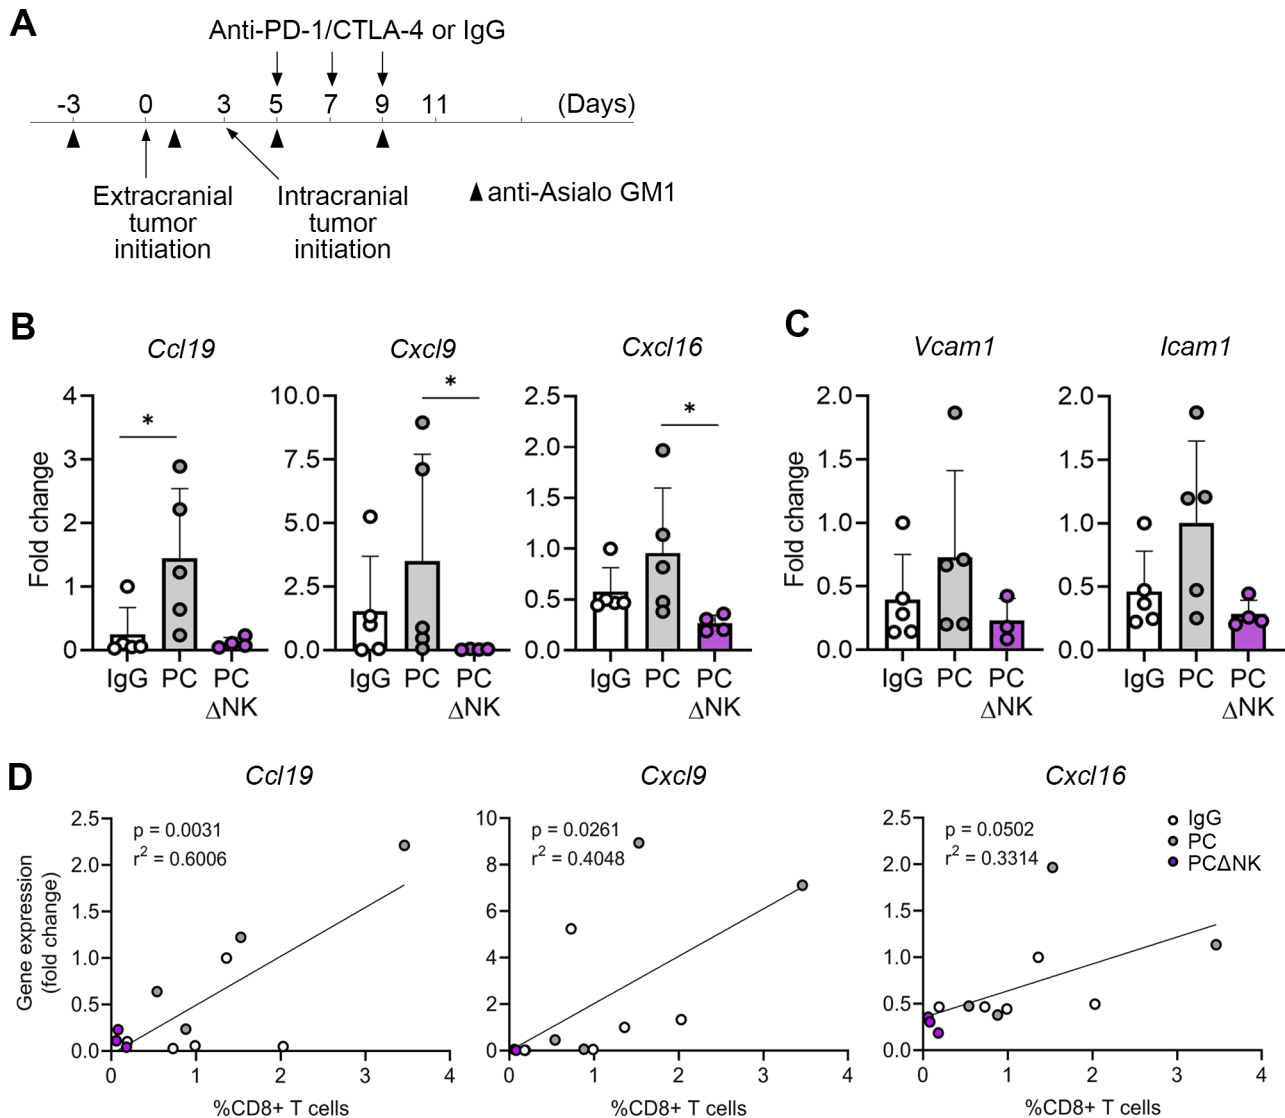 A
Anti-PD-1/CTLA-4 or IgG
-3 0 3 5 7 9 11 (Days)
Extracranial
tumor
initiation
Intracranial
tumor
initiation
▲anti-Asialo GM1
B
Ccl19
Fold change
4
3
2
1
0
*
IgG PC PC
ΔNK
Cxcl9
10.0
7.5
5.0
2.5
0.0
*
IgG PC PC
ΔNK
Cxcl16
2.5
2.0
1.5
1.0
0.5
0.0
*
IgG PC PC
ΔNK
C
Vcam1
Fold change
2.0
1.5
1.0
0.5
0.0
IgG PC PC
ΔNK
Icam1
2.0
1.5
1.0
0.5
0.0
IgG PC PC
ΔNK
D
Ccl19
Gene expression
(fold change)
2.5
2.0
1.5
1.0
0.5
0.0
p = 0.0031
r² = 0.6006
0 1 2 3 4
%CD8+ T cells
Cxcl9
10
8
6
4
2
0
p = 0.0261
r² = 0.4048
0 1 2 3 4
%CD8+ T cells
Cxcl16
2.5
2.0
1.5
1.0
0.5
0.0
p = 0.0502
r² = 0.3314
IgG
PC
PCΔNK
0 1 2 3 4
%CD8+ T cells